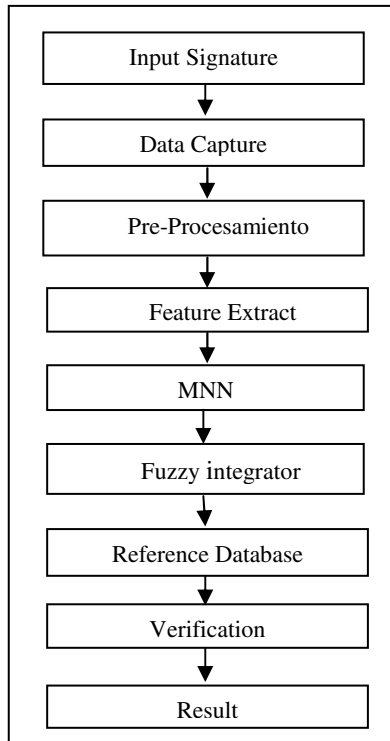 Input Signature
Data Capture
Pre-Procesamiento
Feature Extract
MNN
Fuzzy integrator
Reference Database
Verification
Result